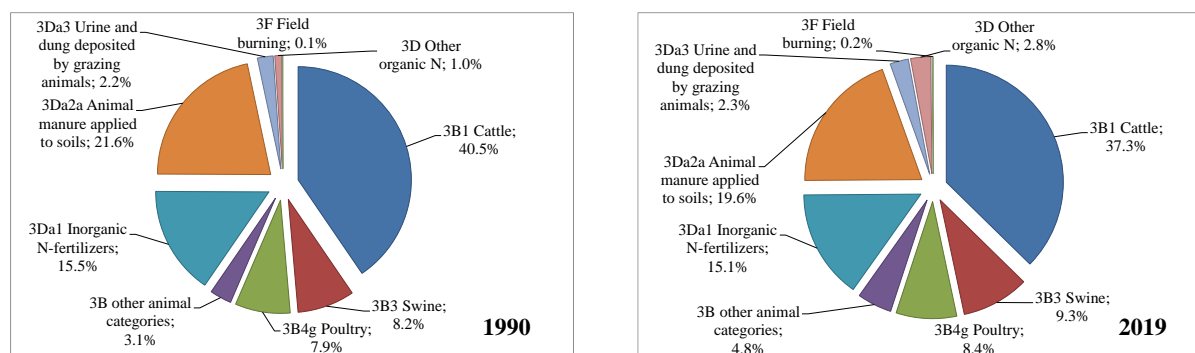 3Da3 Urine and
dung deposited
by grazing
animals; 2.2%
3F Field
burning; 0.1%
3D Other
organic N; 1.0%
3Da2a Animal
manure applied
to soils; 21.6%
3B1 Cattle;
40.5%
3Da1 Inorganic
N-fertilizers;
15.5%
3B other animal
categories;
3.1%
3B4g Poultry;
7.9%
3B3 Swine;
8.2%
1990
3Da3 Urine and
dung deposited
by grazing
animals; 2.3%
3F Field
burning; 0.2%
3D Other
organic N; 2.8%
3B1 Cattle;
37.3%
3Da2a Animal
manure applied
to soils; 19.6%
3Da1 Inorganic
N-fertilizers;
15.1%
3B other animal
categories;
4.8%
3B4g Poultry;
8.4%
3B3 Swine;
9.3%
2019